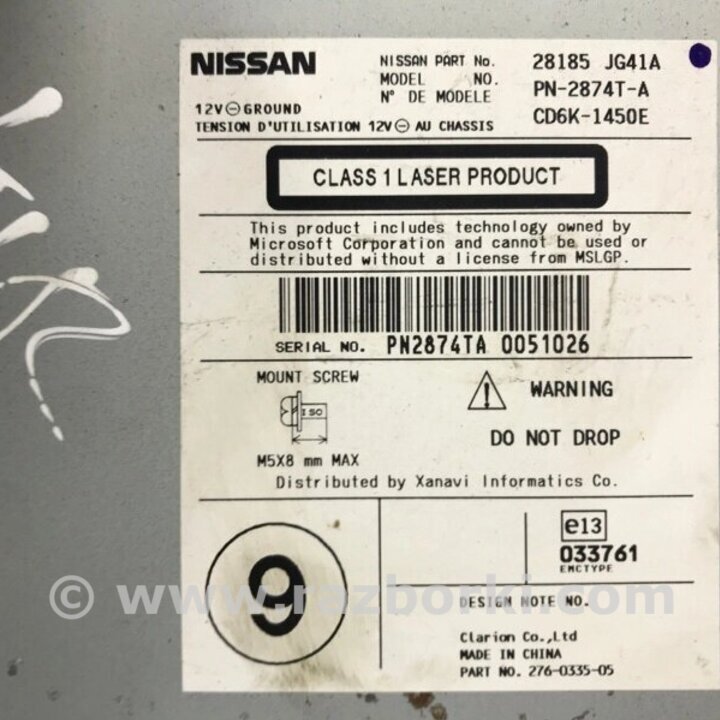 NISSAN
NISSAN PART No. 28185 JG41A
MODEL NO. PN-2874T-A
N° DE MODELE CD6K-1450E
12V⊖GROUND
TENSION D'UTILISATION 12V⊖ AU CHASSIS
CLASS 1 LASER PRODUCT
This product includes technology owned by
Microsoft Corporation and cannot be used or
distributed without a license from MSLGP.
SERIAL NO. PN2874TA 0051026
MOUNT SCREW
ISO
M5X8 mm MAX
WARNING
DO NOT DROP
Distributed by Xanavi Informatics Co.
9
e13
033761
EMCTYPE
© www.razborki.com
DESIGN NOTE NO.
Clarion Co.,Ltd
MADE IN CHINA
PART NO. 276-0335-05